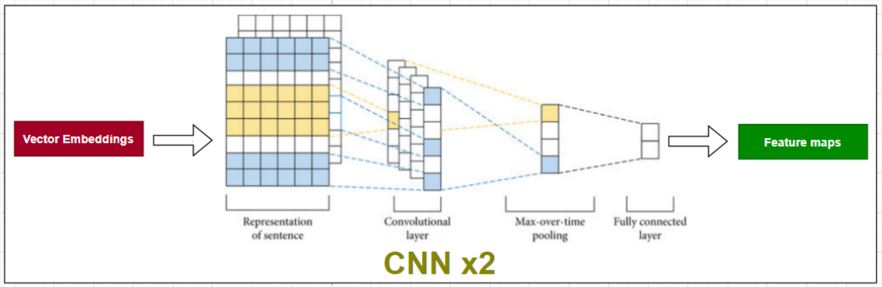 Vector Embeddings
Feature maps
Representation
of sentence
Convolutional
layer
Max-over-time
pooling
Fully connected
layer
CNN x2